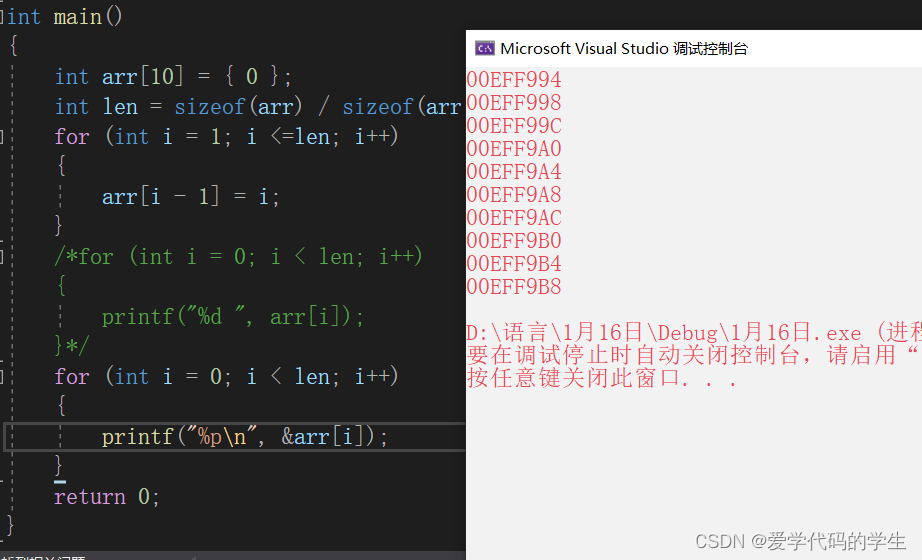 int main()
{
int arr[10] = { 0 };
int len = sizeof(arr) / sizeof(arr
for (int i = 1; i <=len; i++)
{
arr[i - 1] = i;
}
/*for (int i = 0; i < len; i++)
{
printf("%d ", arr[i]);
}*/
for (int i = 0; i < len; i++)
{
printf("%p\n", &arr[i]);
}
return 0;
}
Microsoft Visual Studio 调试控制台
00EFF994
00EFF998
00EFF99C
00EFF9A0
00EFF9A4
00EFF9A8
00EFF9AC
00EFF9B0
00EFF9B4
00EFF9B8
D:\语言\1月16日\Debug\1月16日.exe (进程
要在调试停止时自动关闭控制台，请启用“
按任意键关闭此窗口. . .
CSDN @爱学代码的学生